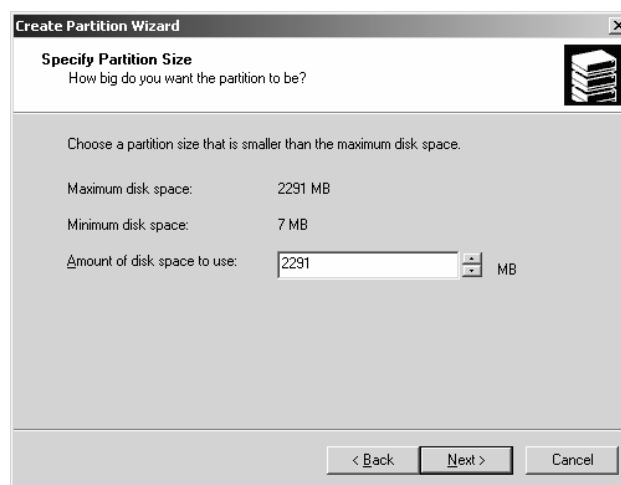 Create Partition Wizard
Specify Partition Size
How big do you want the partition to be?
Choose a partition size that is smaller than the maximum disk space.
Maximum disk space: 2291 MB
Minimum disk space: 7 MB
Amount of disk space to use: 2291 MB
< Back Next > Cancel